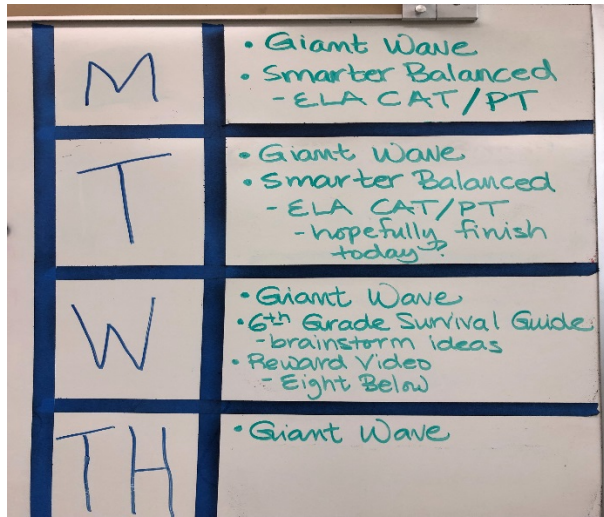 M
• Giant Wave
• Smarter Balanced
- ELA CAT/PT
T
• Giant Wave
• Smarter Balanced
- ELA CAT/PT
- hopefully finish
today?
W
• Giant Wave
• 6th Grade Survival Guide
- brainstorm ideas
• Reward Video
- Eight Below
TH
• Giant Wave